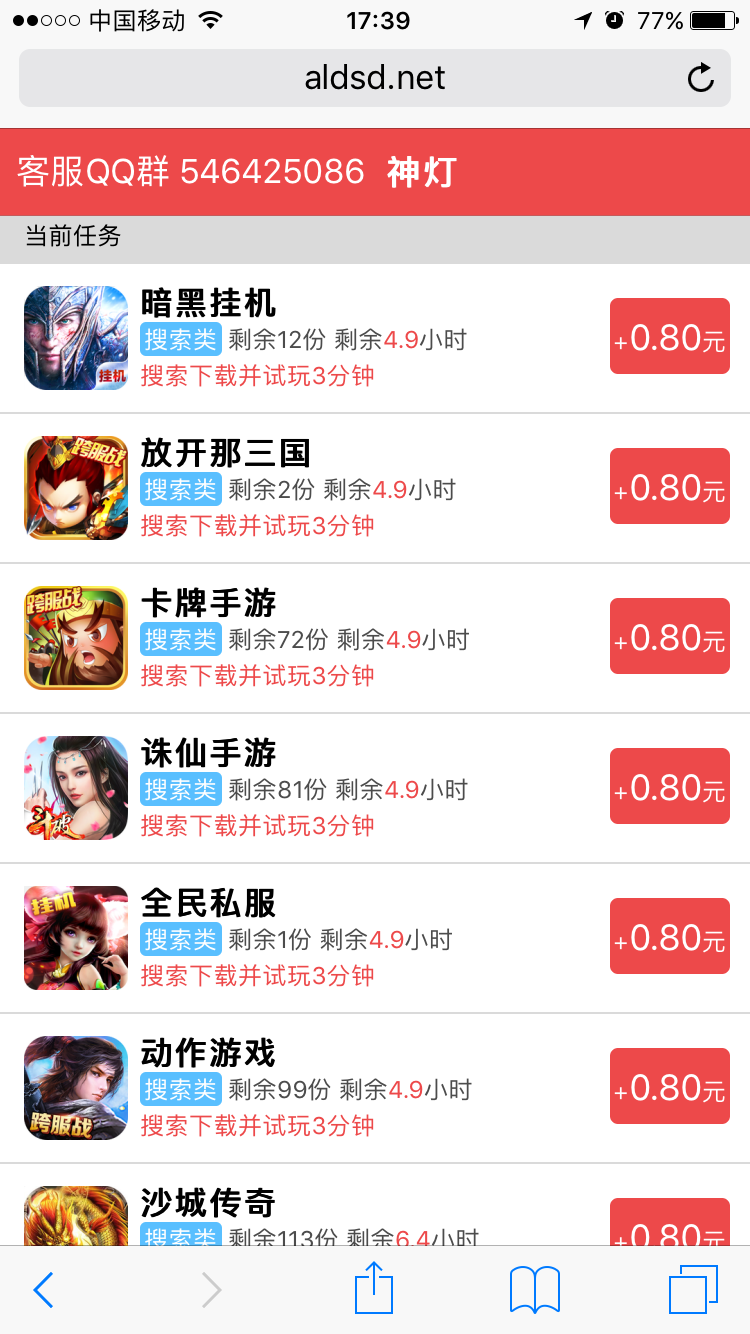 中国移动 17:39 77%
aldsd.net
客服QQ群 546425086 神灯
当前任务
挂机
暗黑挂机
搜索类 剩余12份 剩余4.9小时
搜索下载并试玩3分钟
+0.80元
跨服战
放开那三国
搜索类 剩余2份 剩余4.9小时
搜索下载并试玩3分钟
+0.80元
跨服战
卡牌手游
搜索类 剩余72份 剩余4.9小时
搜索下载并试玩3分钟
+0.80元
诛仙手游
搜索类 剩余81份 剩余4.9小时
搜索下载并试玩3分钟
+0.80元
挂机
全民私服
搜索类 剩余1份 剩余4.9小时
搜索下载并试玩3分钟
+0.80元
跨服战
动作游戏
搜索类 剩余99份 剩余4.9小时
搜索下载并试玩3分钟
+0.80元
沙城传奇
搜索类 剩余113份 剩余6.4小时
+0.80元